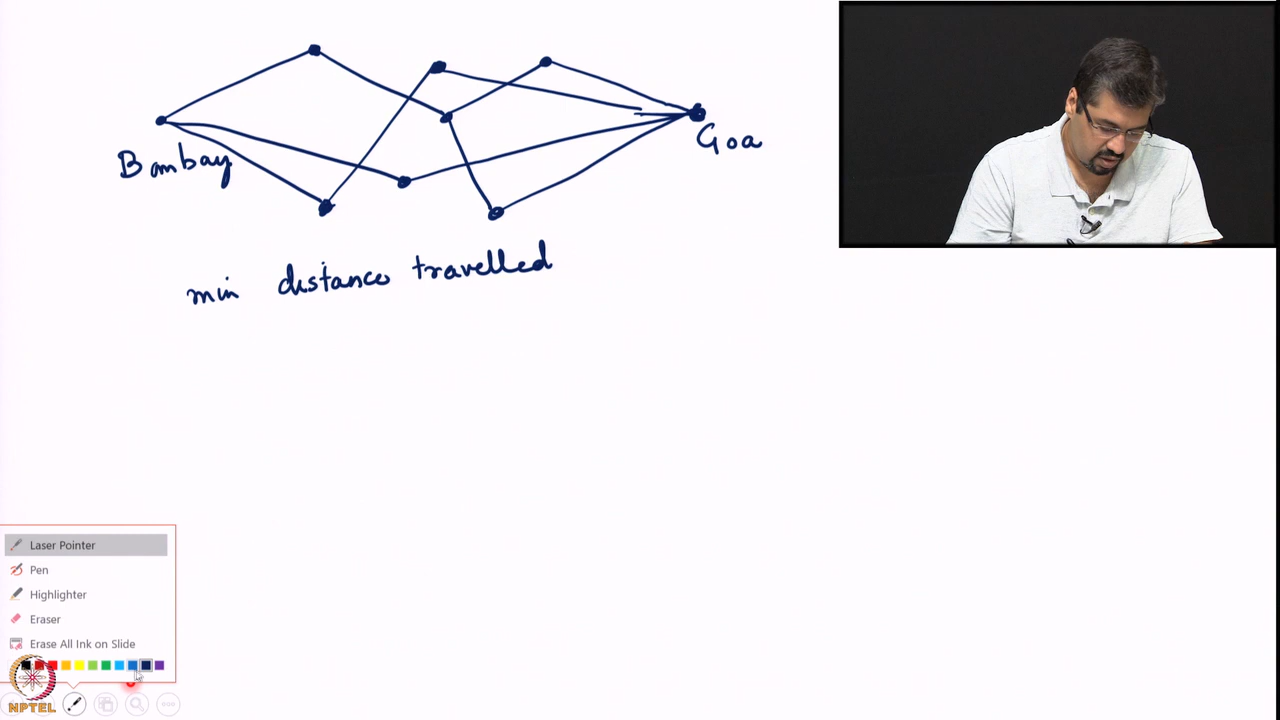 Bombay
Goa
min distance travelled
Laser Pointer
Pen
Highlighter
Eraser
Erase All Ink on Slide
NPTEL